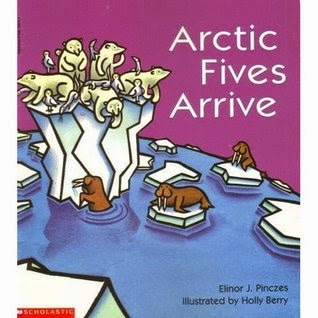 Arctic
Fives
Arrive
Elinor J. Pinczes
Illustrated by Holly Berry
SCHOLASTIC